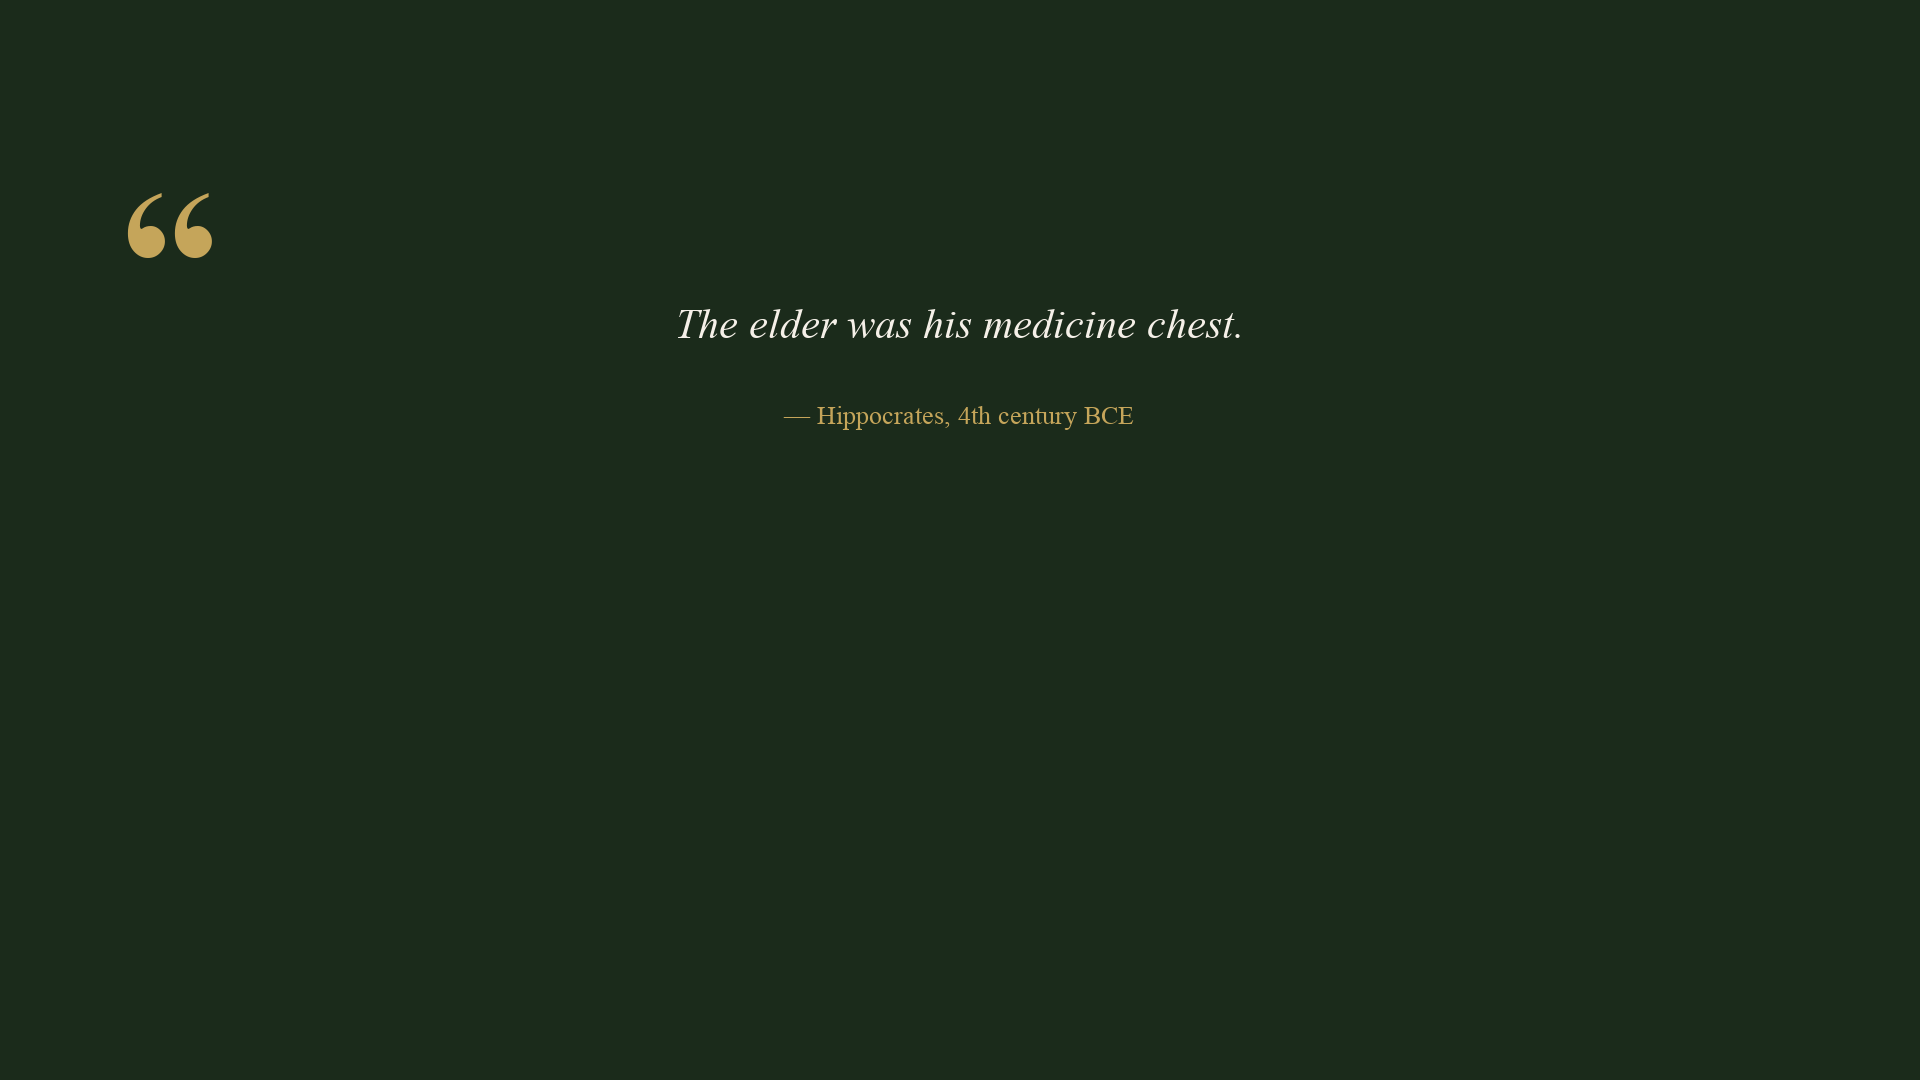 “
The elder was his medicine chest.
— Hippocrates, 4th century BCE